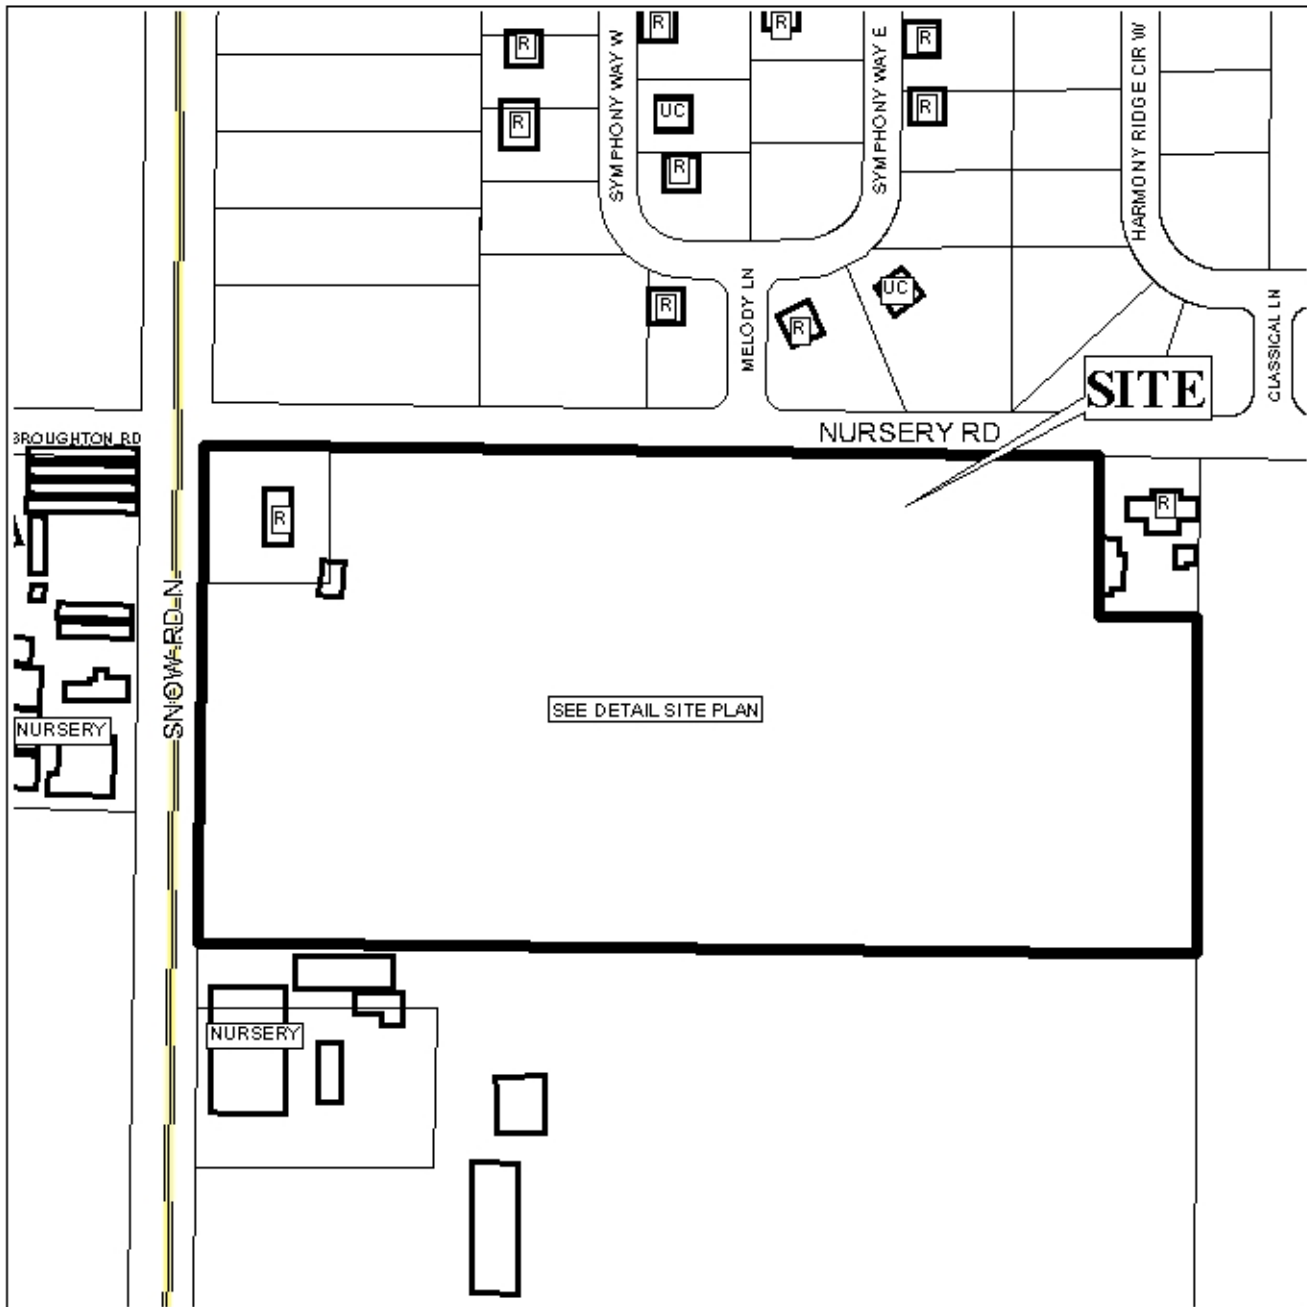 R
R
R
SYMPHONY WAY W
SYMPHONY WAY E
HARMONY RIDGE CIR W
R
UC
R
R
R
UC
R
R
MELODY LN
CLASSICAL LN
SITE
BROUGHTON RD
NURSERY RD
R
R
SNOW RD N
SEE DETAIL SITE PLAN
NURSERY
NURSERY